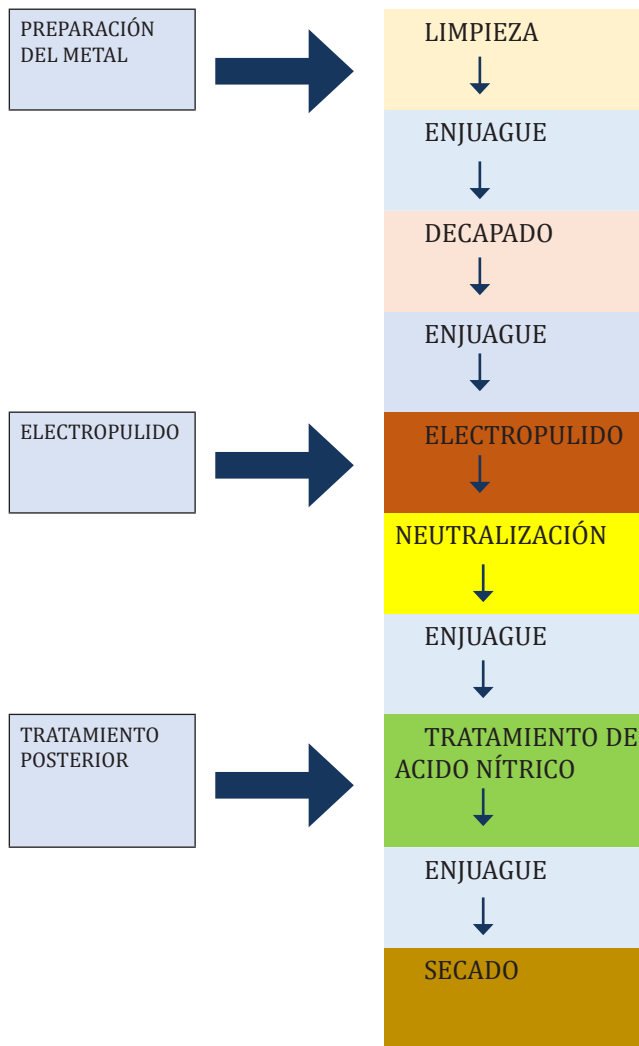 PREPARACIÓN
DEL METAL
LIMPIEZA
ENJUAGUE
DECAPADO
ENJUAGUE
ELECTROPULIDO
ELECTROPULIDO
NEUTRALIZACIÓN
ENJUAGUE
TRATAMIENTO
POSTERIOR
TRATAMIENTO DE
ACIDO NÍTRICO
ENJUAGUE
SECADO